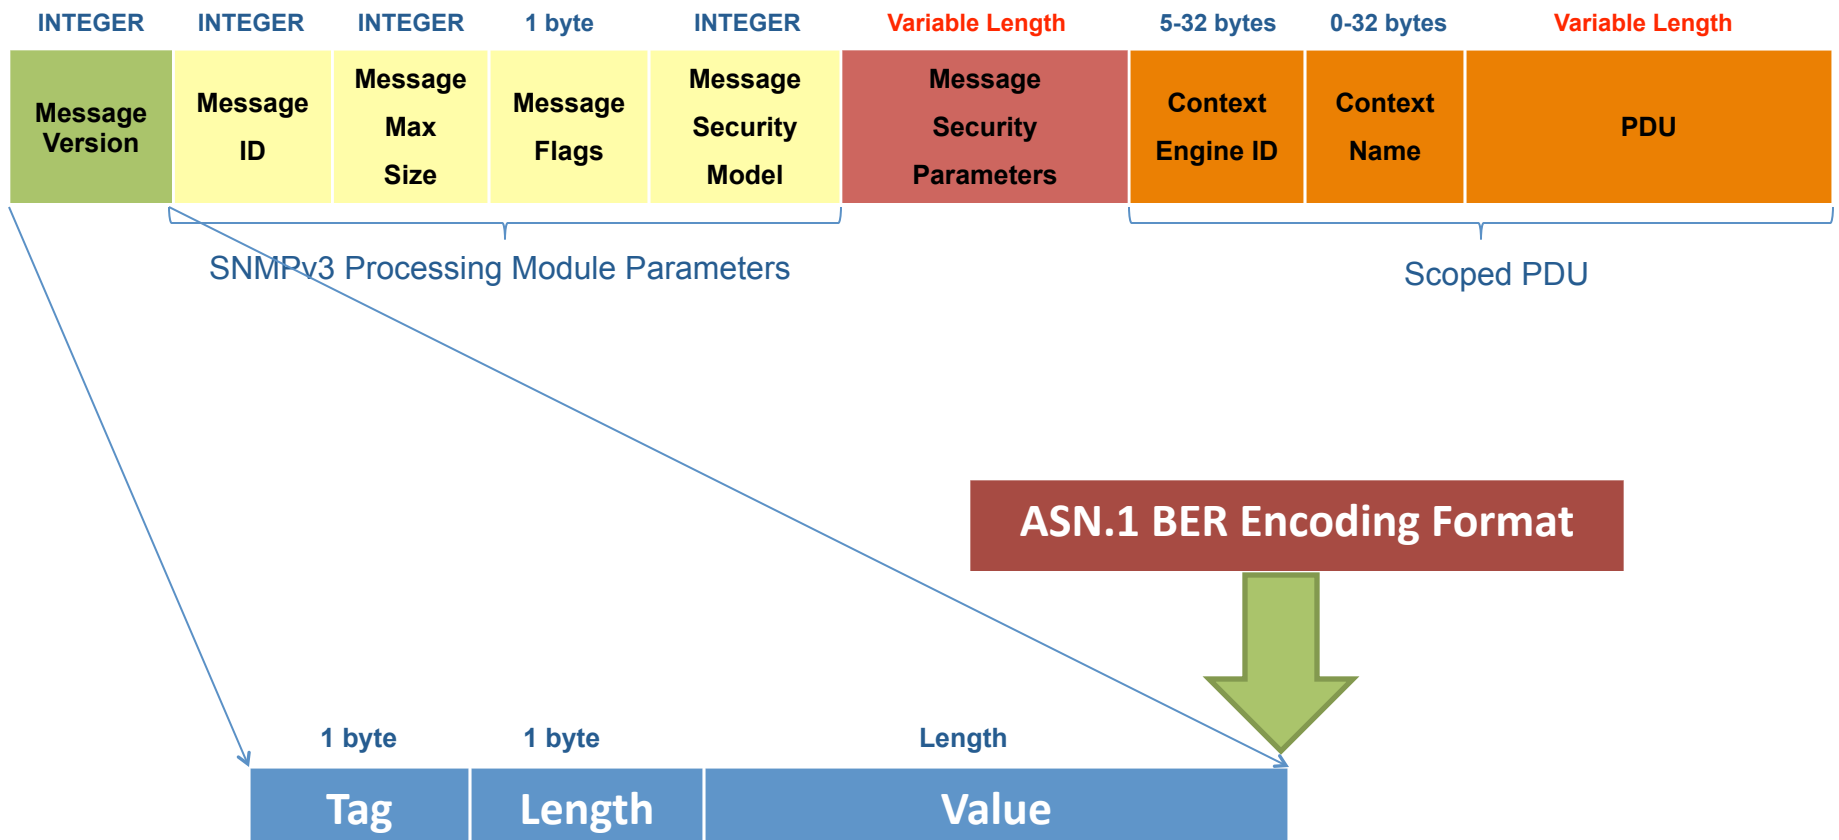 INTEGER INTEGER INTEGER 1 byte INTEGER Variable Length 5-32 bytes 0-32 bytes Variable Length
Message
Version
Message
ID
Message
Max
Size
Message
Flags
Message
Security
Model
Message
Security
Parameters
Context
Engine ID
Context
Name
PDU
SNMPv3 Processing Module Parameters
Scoped PDU
ASN.1 BER Encoding Format
1 byte 1 byte Length
Tag Length Value